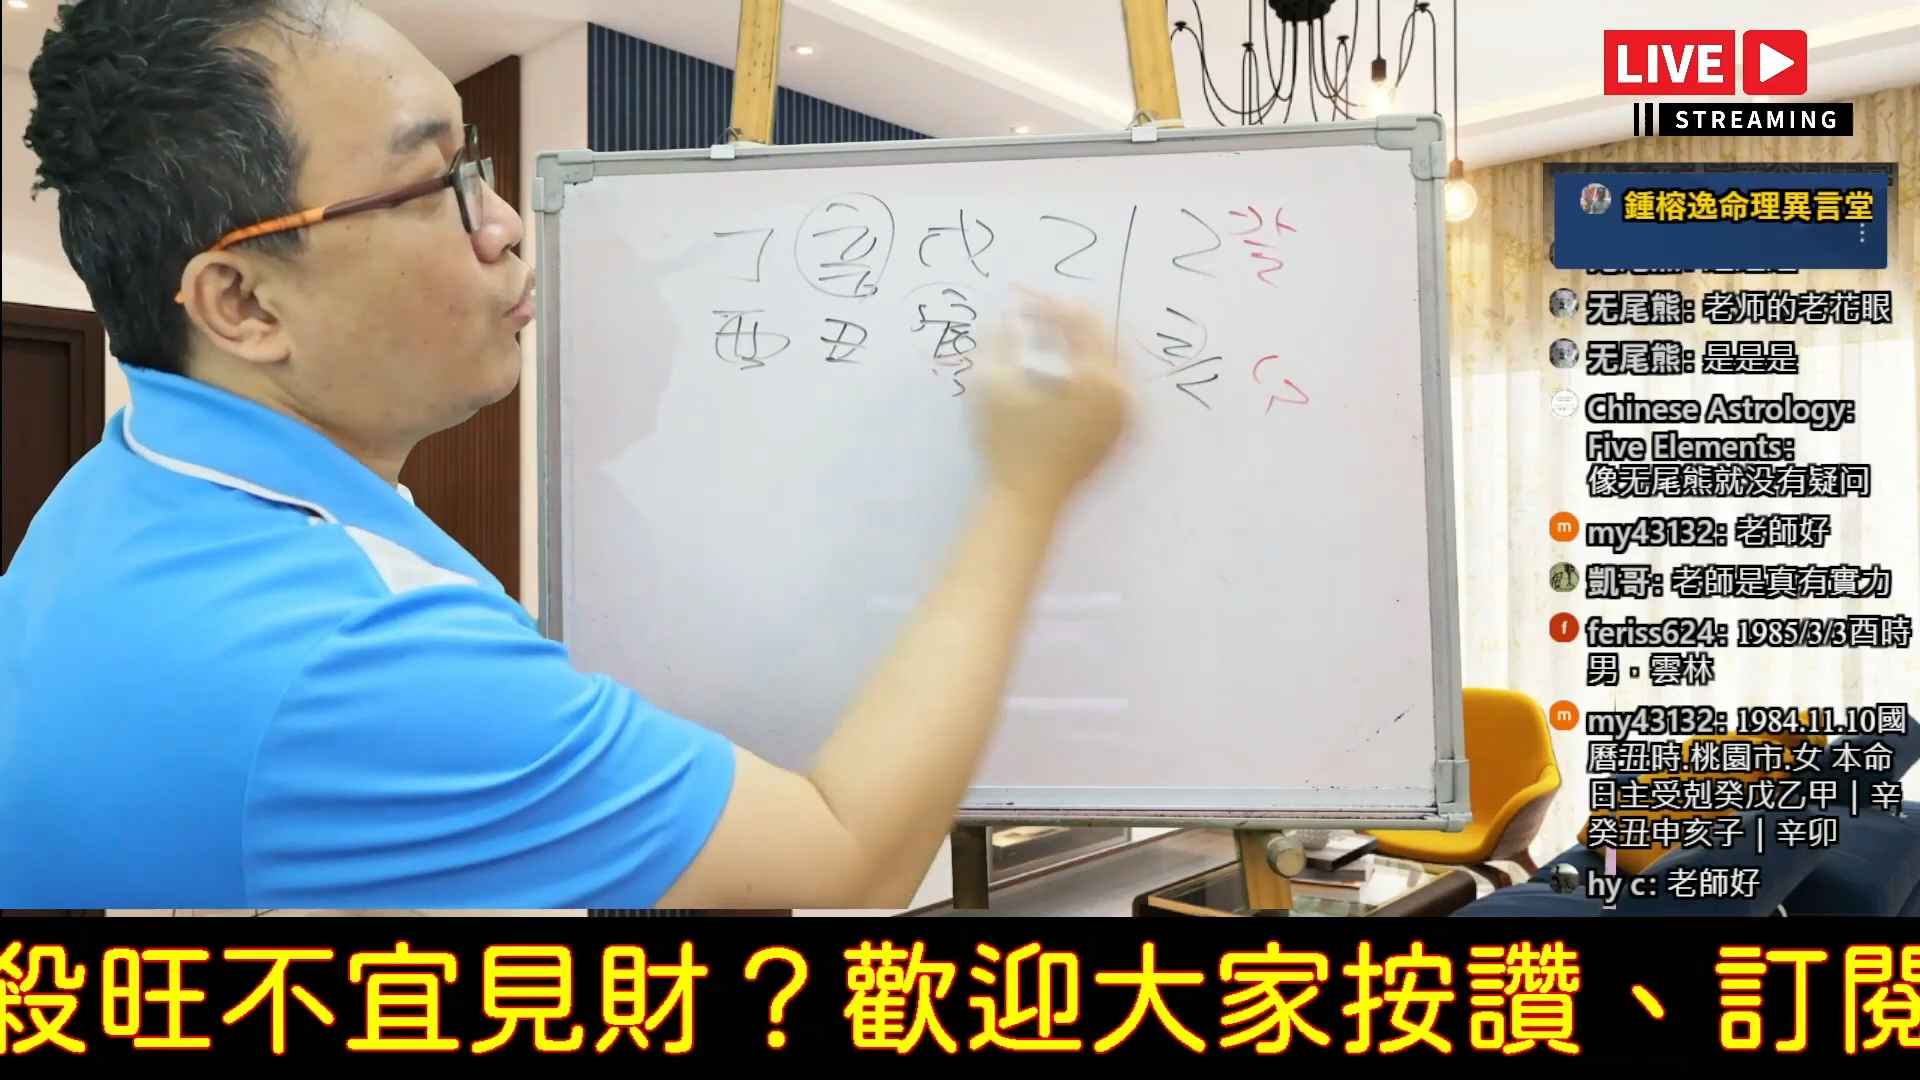 LIVE
STREAMING
鍾榕逸命理異言堂
无尾熊: 老师的老花眼
无尾熊: 是是是
Chinese Astrology:
Five Elements:
像无尾熊就没有疑问
my43132: 老師好
凱哥: 老師是真有實力
feriss624: 1985/3/3酉時
男·雲林
my43132: 1984.11.10國
曆丑時.桃園市.女 本命
日主受剋癸戊乙甲 | 辛
癸丑申亥子 | 辛卯
hy c: 老師好
丁 戊 己 乙
酉 丑 寅
殺旺不宜見財？歡迎大家按讚、訂閱